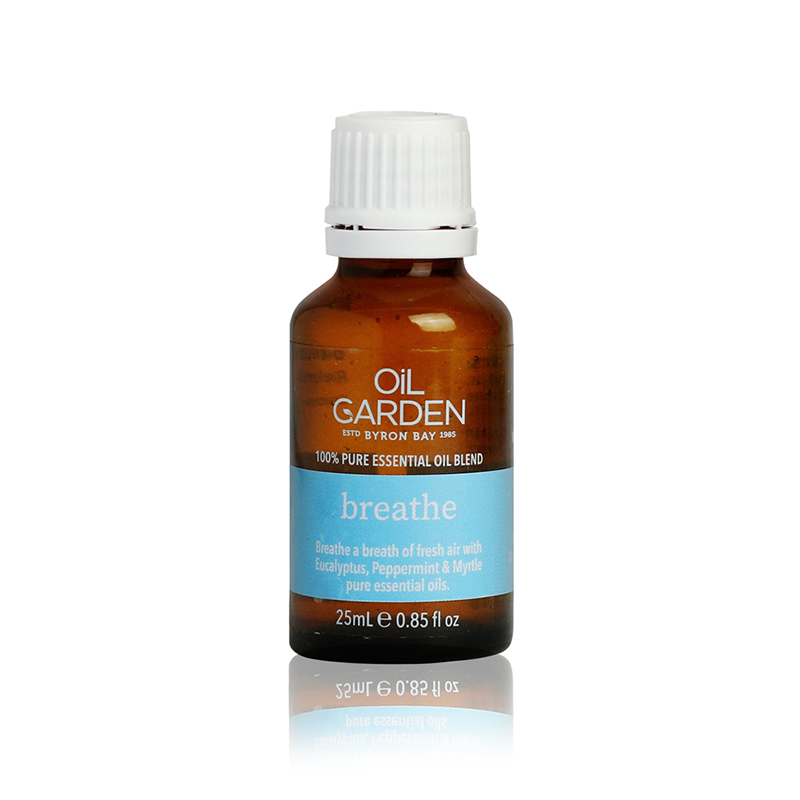 OiL
GARDEN
ESTD BYRON BAY 1985
100% PURE ESSENTIAL OIL BLEND
breathe
Breathe a breath of fresh air with
Eucalyptus, Peppermint & Myrtle
pure essential oils.
25mL ℮ 0.85 fl oz